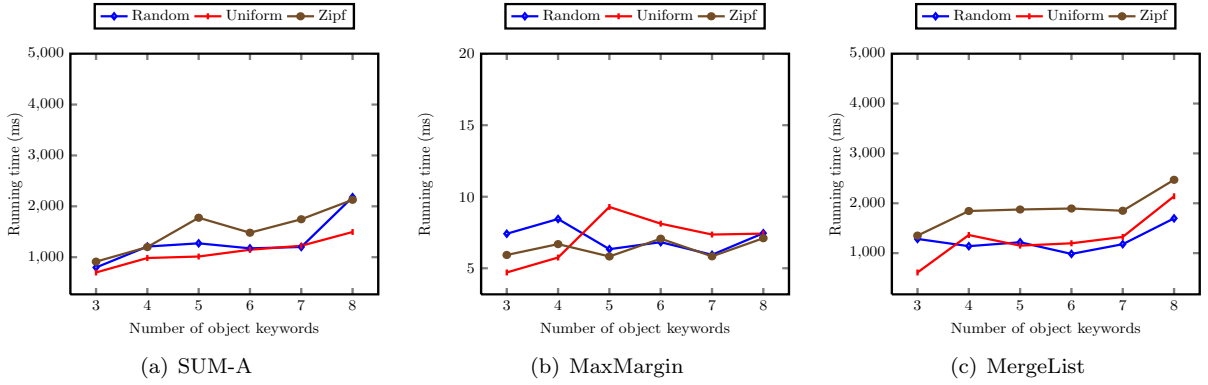 Random Uniform Zipf
5,000
4,000
3,000
2,000
1,000
Running time (ms)
3 4 5 6 7 8
Number of object keywords
(a) SUM-A
Random Uniform Zipf
20
15
10
5
Running time (ms)
3 4 5 6 7 8
Number of object keywords
(b) MaxMargin
Random Uniform Zipf
5,000
4,000
3,000
2,000
1,000
Running time (ms)
3 4 5 6 7 8
Number of object keywords
(c) MergeList